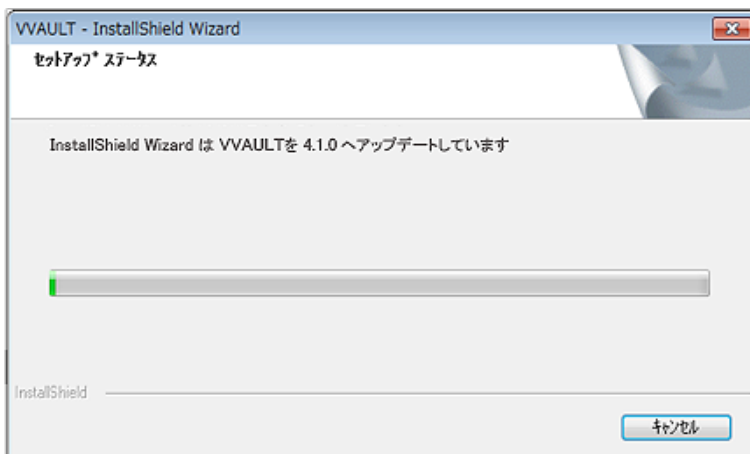 VVAULT - InstallShield Wizard
ｾｯﾄｱｯﾌﾟ ｽﾃｰﾀｽ
InstallShield Wizard は VVAULTを 4.1.0 へアップデートしています
InstallShield
ｷｬﾝｾﾙ